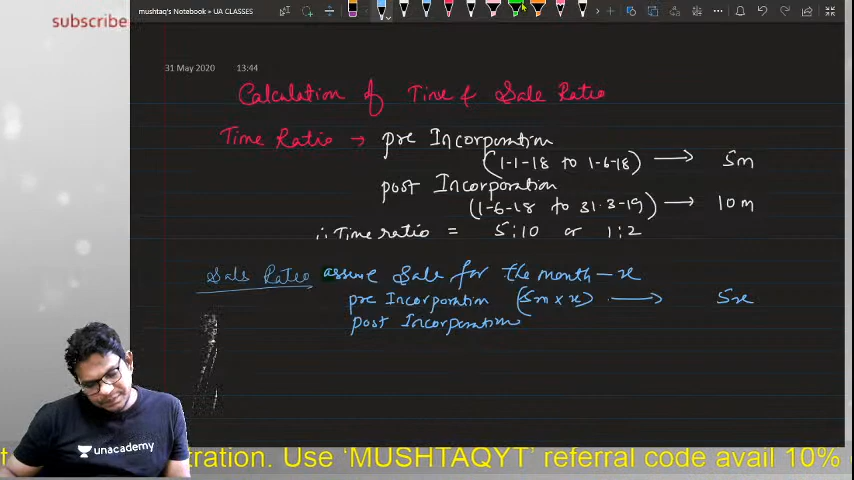 mushtaq's Notebook » UA CLASSES
subscribe
31 May 2020 13:44
Calculation of Time & Sale Ratio
Time Ratio → pre Incorporation
(1-1-18 to 1-6-18) → 5m
post Incorporation
(1-6-18 to 31.3-19) → 10m
∴ Time ratio = 5:10 or 1:2
Sals Ratio assume Sale for the month - x
pre Incorporation (5m × x) → 5x
post Incorporation
unacademy
tration. Use 'MUSHTAQYT' referral code avail 10%